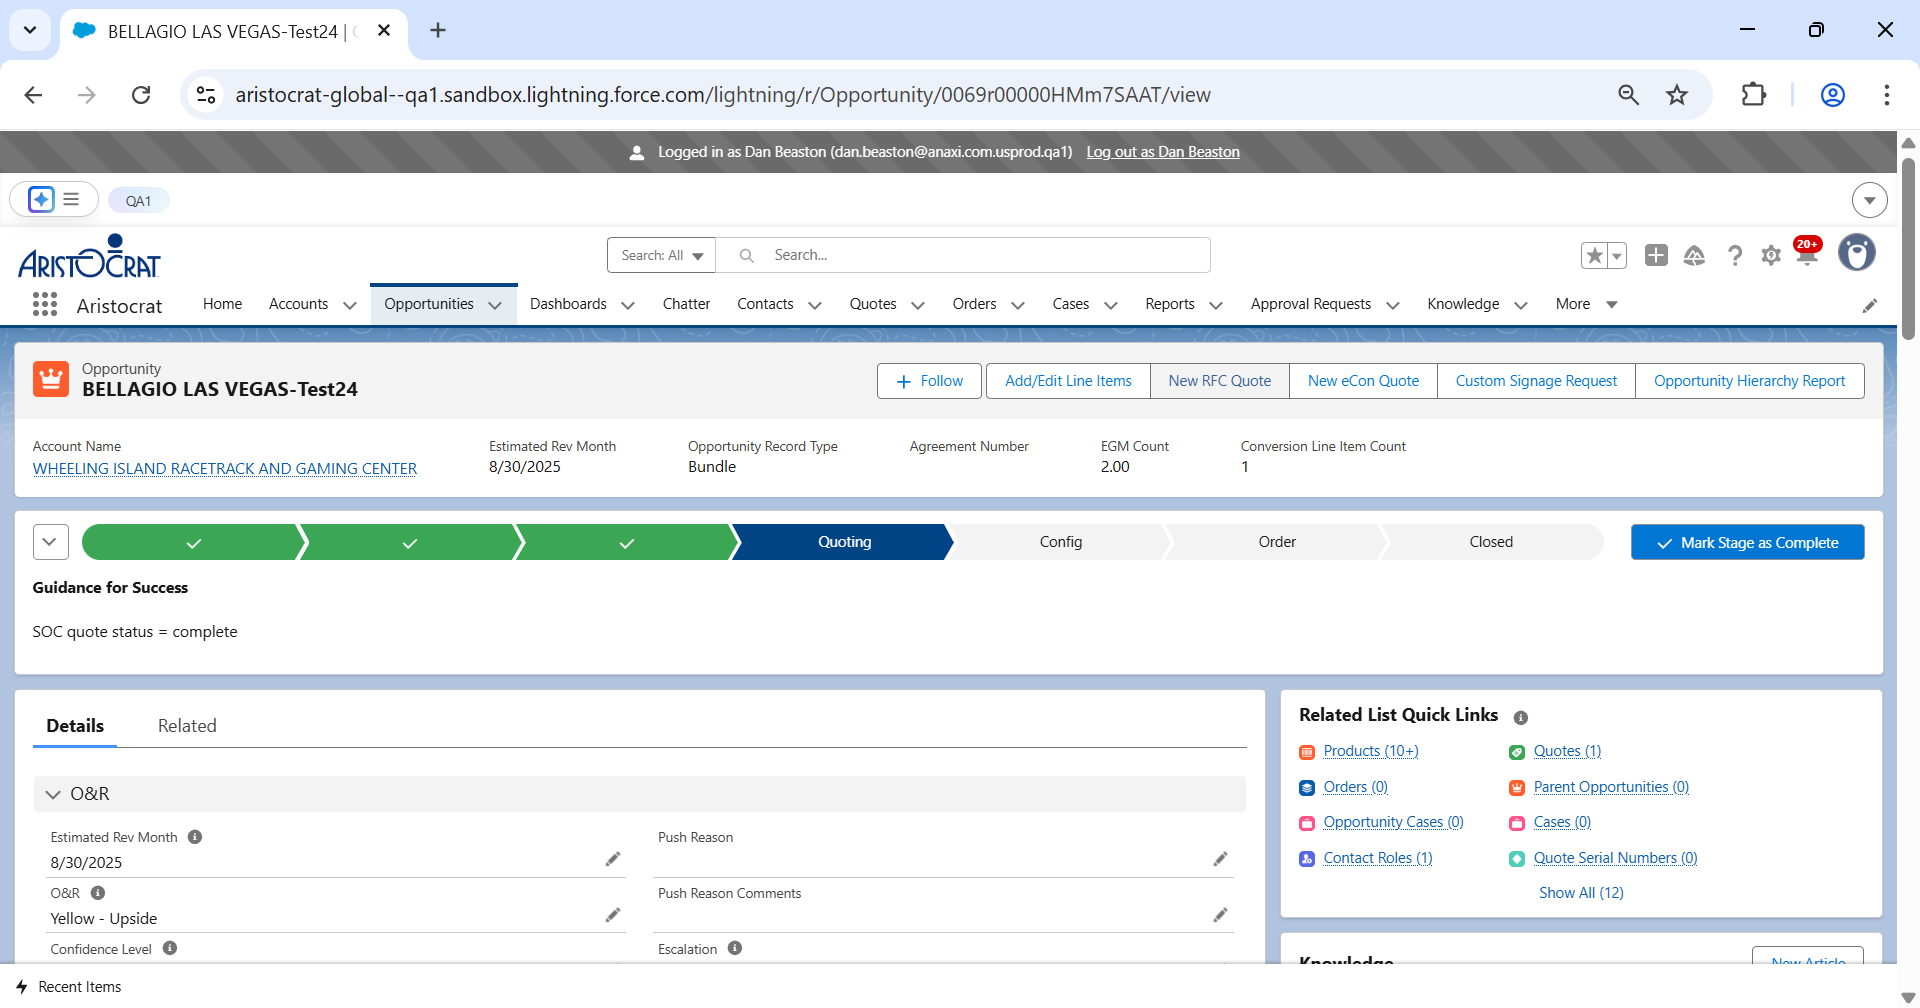 BELLAGIO LAS VEGAS-Test24 |
aristocrat-global--qa1.sandbox.lightning.force.com/lightning/r/Opportunity/0069r00000HMm7SAAT/view
Logged in as Dan Beaston (dan.beaston@anaxi.com.usprod.qa1) Log out as Dan Beaston
QA1
ARISTOCRAT
Search: All
Search...
20+
Aristocrat
Home
Accounts
Opportunities
Dashboards
Chatter
Contacts
Quotes
Orders
Cases
Reports
Approval Requests
Knowledge
More
Opportunity
BELLAGIO LAS VEGAS-Test24
Follow
Add/Edit Line Items
New RFC Quote
New eCon Quote
Custom Signage Request
Opportunity Hierarchy Report
Account Name
WHEELING ISLAND RACETRACK AND GAMING CENTER
Estimated Rev Month
8/30/2025
Opportunity Record Type
Bundle
Agreement Number
EGM Count
2.00
Conversion Line Item Count
1
Quoting
Config
Order
Closed
Mark Stage as Complete
Guidance for Success
SOC quote status = complete
Details
Related
O&R
Estimated Rev Month
8/30/2025
Push Reason
O&R
Yellow - Upside
Push Reason Comments
Confidence Level
Escalation
Related List Quick Links
Products (10+)
Quotes (1)
Orders (0)
Parent Opportunities (0)
Opportunity Cases (0)
Cases (0)
Contact Roles (1)
Quote Serial Numbers (0)
Show All (12)
Knowledge
New Article
Recent Items